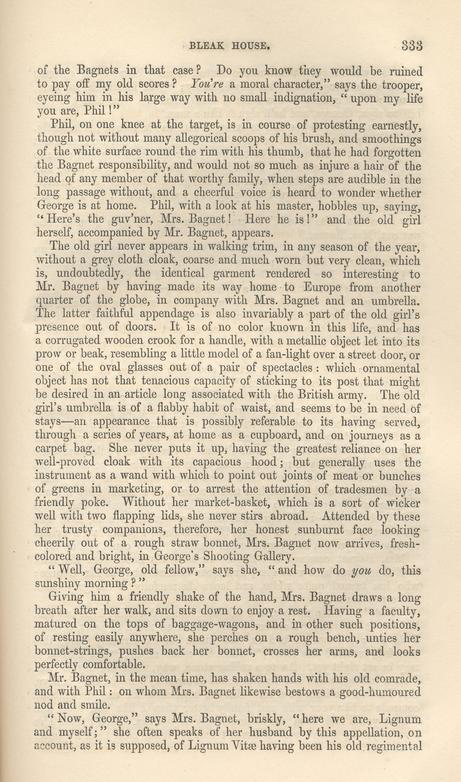 BLEAK HOUSE. 333
of the Bagnets in that case? Do you know they would be ruined
to pay off my old scores? You're a moral character," says the trooper,
eyeing him in his large way with no small indignation, "upon my life
you are, Phil!"
Phil, on one knee at the target, is in course of protesting earnestly,
though not without many allegorical scoops of his brush, and smoothings
of the white surface round the rim with his thumb, that he had forgotten
the Bagnet responsibility, and would not so much as injure a hair of the
head of any member of that worthy family, when steps are audible in the
long passage without, and a cheerful voice is heard to wonder whether
George is at home. Phil, with a look at his master, hobbles up, saying,
"Here's the guv'ner, Mrs. Bagnet! Here he is!" and the old girl
herself, accompanied by Mr. Bagnet, appears.
The old girl never appears in walking trim, in any season of the year,
without a grey cloth cloak, coarse and much worn but very clean, which
is, undoubtedly, the identical garment rendered so interesting to
Mr. Bagnet by having made its way home to Europe from another
quarter of the globe, in company with Mrs. Bagnet and an umbrella.
The latter faithful appendage is also invariably a part of the old girl's
presence out of doors. It is of no color known in this life, and has
a corrugated wooden crook for a handle, with a metallic object let into its
prow or beak, resembling a little model of a fan-light over a street door, or
one of the oval glasses out of a pair of spectacles: which ornamental
object has not that tenacious capacity of sticking to its post that might
be desired in an article long associated with the British army. The old
girl's umbrella is of a flabby habit of waist, and seems to be in need of
stays—an appearance that is possibly referable to its having served,
through a series of years, at home as a cupboard, and on journeys as a
carpet bag. She never puts it up, having the greatest reliance on her
well-proved cloak with its capacious hood; but generally uses the
instrument as a wand with which to point out joints of meat or bunches
of greens in marketing, or to arrest the attention of tradesmen by a
friendly poke. Without her market-basket, which is a sort of wicker
well with two flapping lids, she never stirs abroad. Attended by these
her trusty companions, therefore, her honest sunburnt face looking
cheerily out of a rough straw bonnet, Mrs. Bagnet now arrives, fresh-
colored and bright, in George's Shooting Gallery.
"Well, George, old fellow," says she, "and how do you do, this
sunshiny morning?"
Giving him a friendly shake of the hand, Mrs. Bagnet draws a long
breath after her walk, and sits down to enjoy a rest. Having a faculty,
matured on the tops of baggage-wagons, and in other such positions,
of resting easily anywhere, she perches on a rough bench, unties her
bonnet-strings, pushes back her bonnet, crosses her arms, and looks
perfectly comfortable.
Mr. Bagnet, in the mean time, has shaken hands with his old comrade,
and with Phil: on whom Mrs. Bagnet likewise bestows a good-humoured
nod and smile.
"Now, George," says Mrs. Bagnet, briskly, "here we are, Lignum
and myself;" she often speaks of her husband by this appellation, on
account, as it is supposed, of Lignum Vitæ having been his old regimental